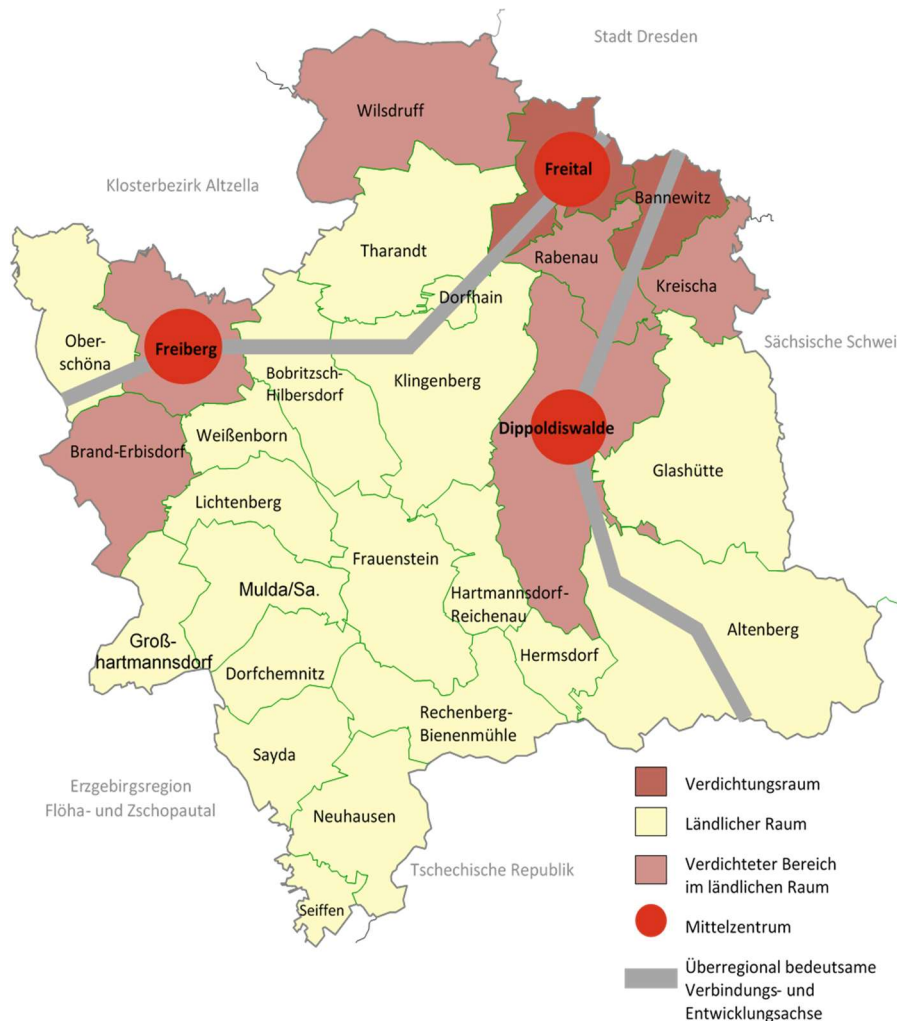 Stadt Dresden
Wilsdruff
Freital
Klosterbezirk Altzella
Bannewitz
Tharandt
Rabenau
Kreischa
Dorfhain
Ober-
schöna
Freiberg
Sächsische Schwei
Bobritzsch-
Hilbersdorf
Klingenberg
Dippoldiswalde
Weißenborn
Brand-Erbisdorf
Glashütte
Lichtenberg
Frauenstein
Mulda/Sa.
Hartmannsdorf-
Reichenau
Altenberg
Groß-
hartmannsdorf
Hermsdorf
Dorfchemnitz
Rechenberg-
Bienenmühle
Sayda
Erzgebirgsregion
Flöha- und Zschopautal
Neuhausen
Tschechische Republik
Seiffen
Verdichtungsraum
Ländlicher Raum
Verdichteter Bereich
im ländlichen Raum
Mittelzentrum
Überregional bedeutsame
Verbindungs- und
Entwicklungsachse